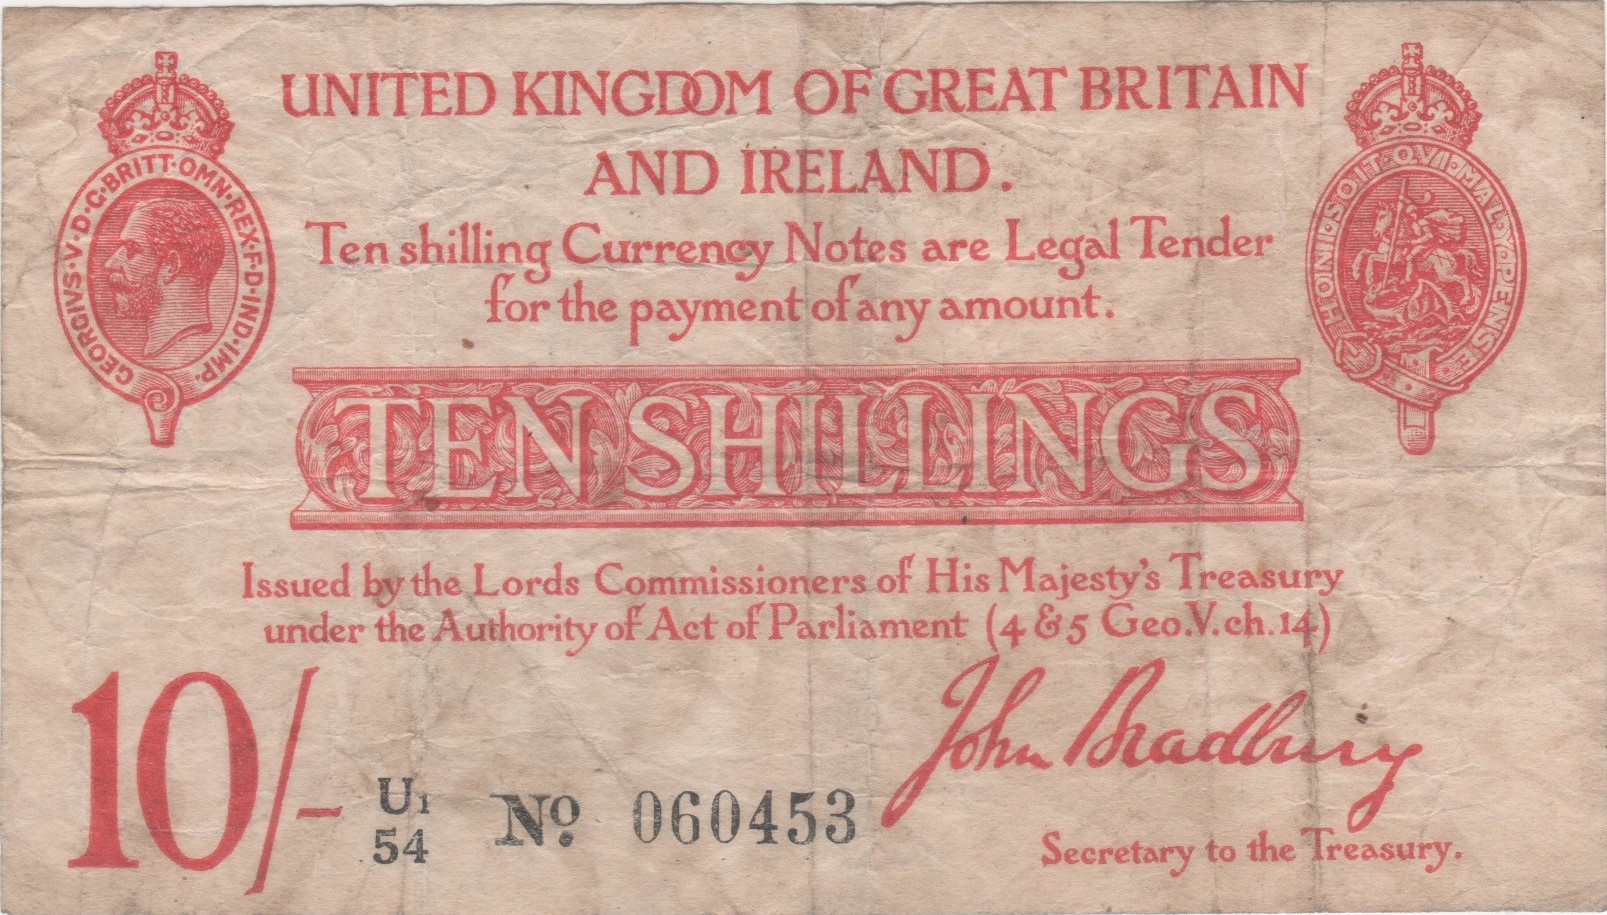 UNITED KINGDOM OF GREAT BRITAIN
AND IRELAND.
GEORGIVS·V·D·G·BRITT·OMN·REX·F·D·IND·IMP·
HONI·SOIT·QVI·MAL·Y·PENSE
Ten shilling Currency Notes are Legal Tender
for the payment of any amount.
TEN SHILLINGS
Issued by the Lords Commissioners of His Majesty's Treasury
under the Authority of Act of Parliament (4 & 5 Geo.V.ch.14)
10/-
U1
54
No. 060453
John Bradbury
Secretary to the Treasury.